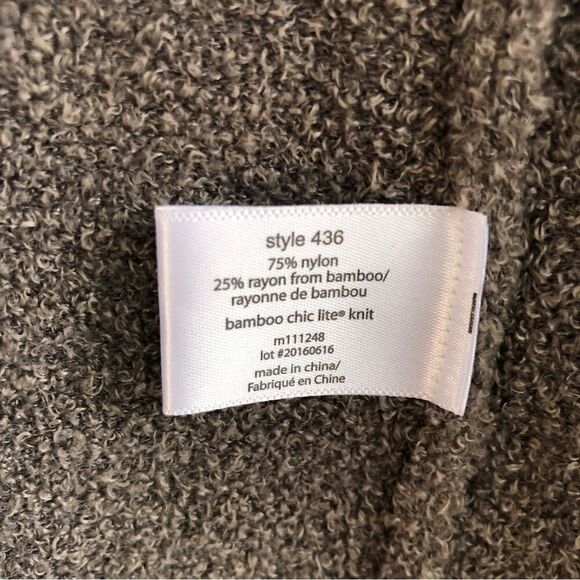 style 436
75% nylon
25% rayon from bamboo/
rayonne de bambou
bamboo chic lite® knit
rn111248
lot #20160616
made in china/
Fabriqué en Chine